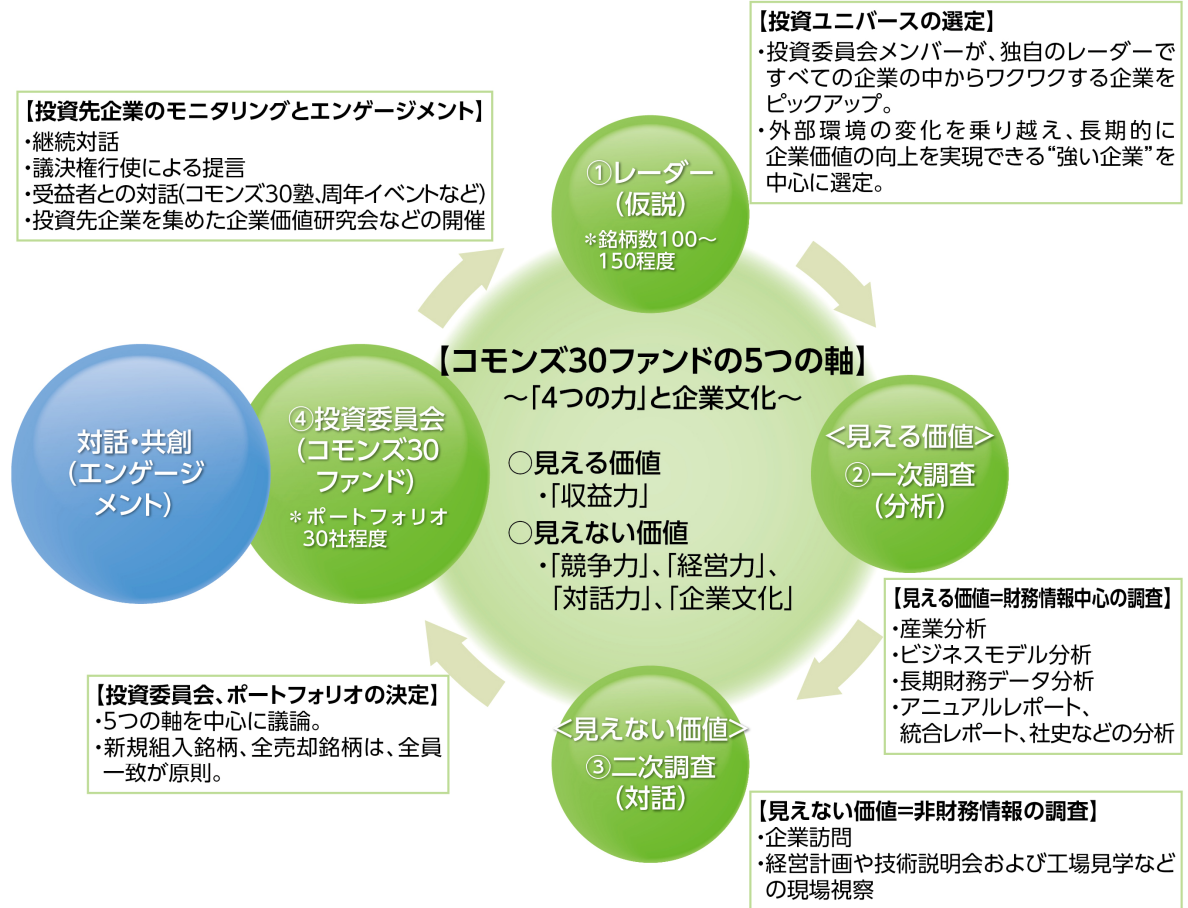 【投資ユニバースの選定】
・投資委員会メンバーが、独自のレーダーで
すべての企業の中からワクワクする企業を
ピックアップ。
・外部環境の変化を乗り越え、長期的に
企業価値の向上を実現できる“強い企業”を
中心に選定。
【投資先企業のモニタリングとエンゲージメント】
・継続対話
・議決権行使による提言
・受益者との対話(コモンズ30塾、周年イベントなど)
・投資先企業を集めた企業価値研究会などの開催
①レーダー
(仮説)
＊銘柄数100～
150程度
【コモンズ30ファンドの5つの軸】
～「4つの力」と企業文化～
○見える価値
・「収益力」
○見えない価値
・「競争力」、「経営力」、
「対話力」、「企業文化」
対話・共創
(エンゲージ
メント)
④投資委員会
(コモンズ30
ファンド)
＊ポートフォリオ
30社程度
<見える価値>
②一次調査
(分析)
【見える価値=財務情報中心の調査】
・産業分析
・ビジネスモデル分析
・長期財務データ分析
・アニュアルレポート、
統合レポート、社史などの分析
【投資委員会、ポートフォリオの決定】
・5つの軸を中心に議論。
・新規組入銘柄、全売却銘柄は、全員
一致が原則。
<見えない価値>
③二次調査
(対話)
【見えない価値=非財務情報の調査】
・企業訪問
・経営計画や技術説明会および工場見学など
の現場視察